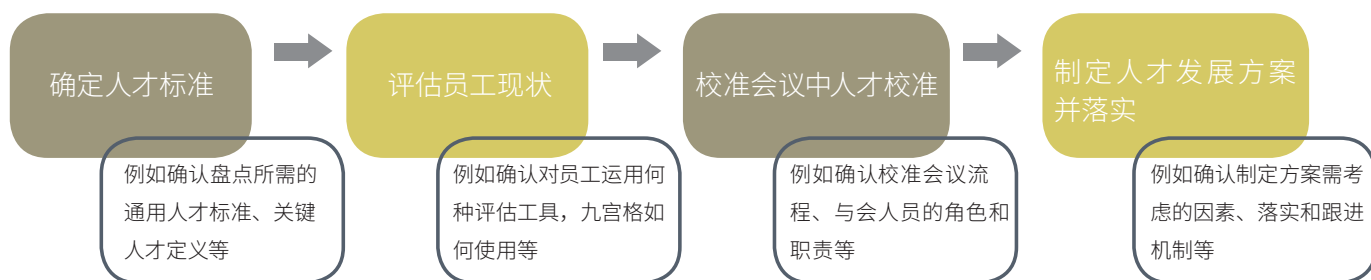 确定人才标准
评估员工现状
校准会议中人才校准
制定人才发展方案
并落实
例如确认盘点所需的
通用人才标准、关键
人才定义等
例如确认对员工运用何
种评估工具，九宫格如
何使用等
例如确认校准会议流
程、与会人员的角色和
职责等
例如确认制定方案需考
虑的因素、落实和跟进
机制等